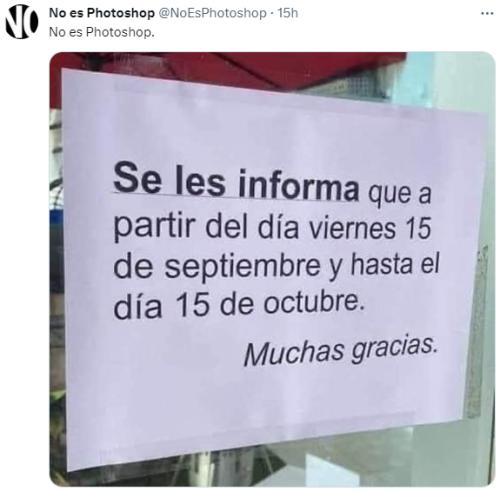 NO
No es Photoshop @NoEsPhotoshop · 15h
No es Photoshop.
Se les informa que a
partir del día viernes 15
de septiembre y hasta el
día 15 de octubre.
Muchas gracias.